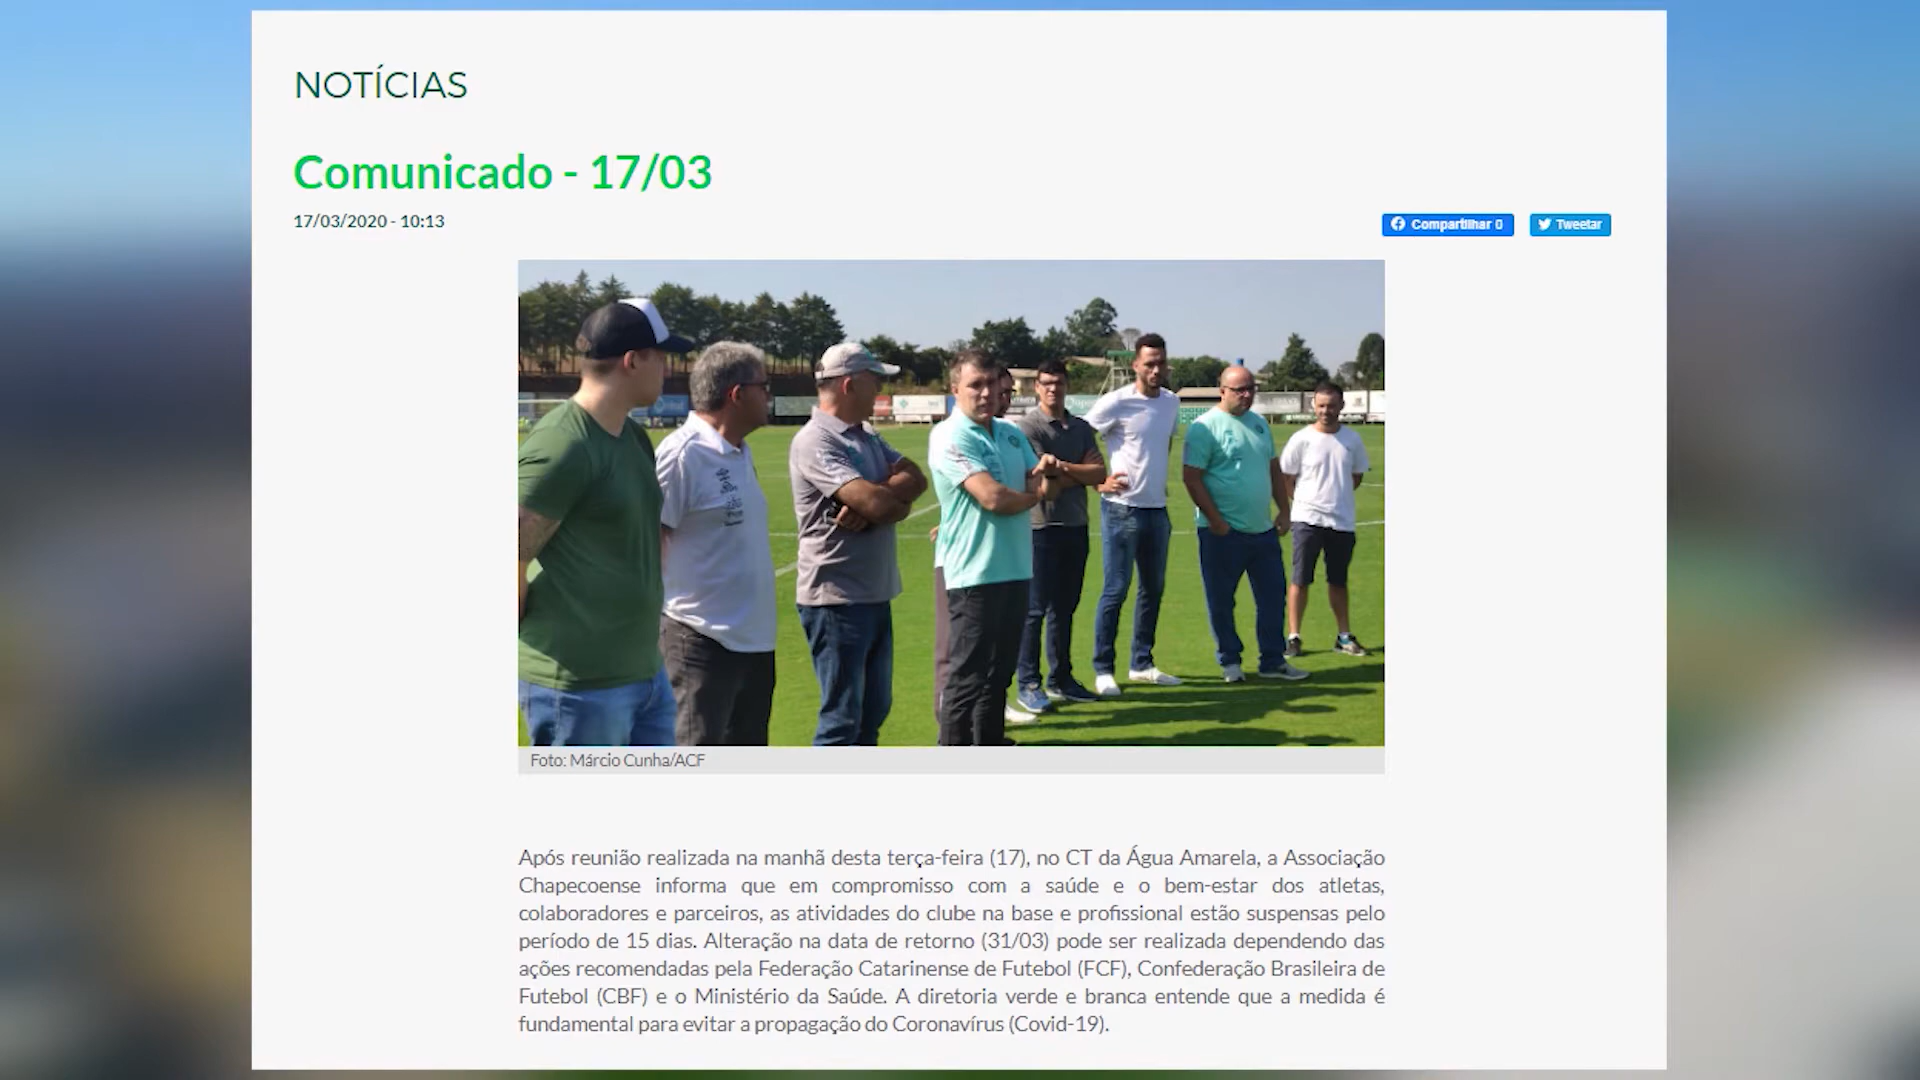 NOTÍCIAS
Comunicado - 17/03
17/03/2020 - 10:13
Compartilhar 0
Tweetar
Foto: Márcio Cunha/ACF
Após reunião realizada na manhã desta terça-feira (17), no CT da Água Amarela, a Associação
Chapecoense informa que em compromisso com a saúde e o bem-estar dos atletas,
colaboradores e parceiros, as atividades do clube na base e profissional estão suspensas pelo
período de 15 dias. Alteração na data de retorno (31/03) pode ser realizada dependendo das
ações recomendadas pela Federação Catarinense de Futebol (FCF), Confederação Brasileira de
Futebol (CBF) e o Ministério da Saúde. A diretoria verde e branca entende que a medida é
fundamental para evitar a propagação do Coronavírus (Covid-19).